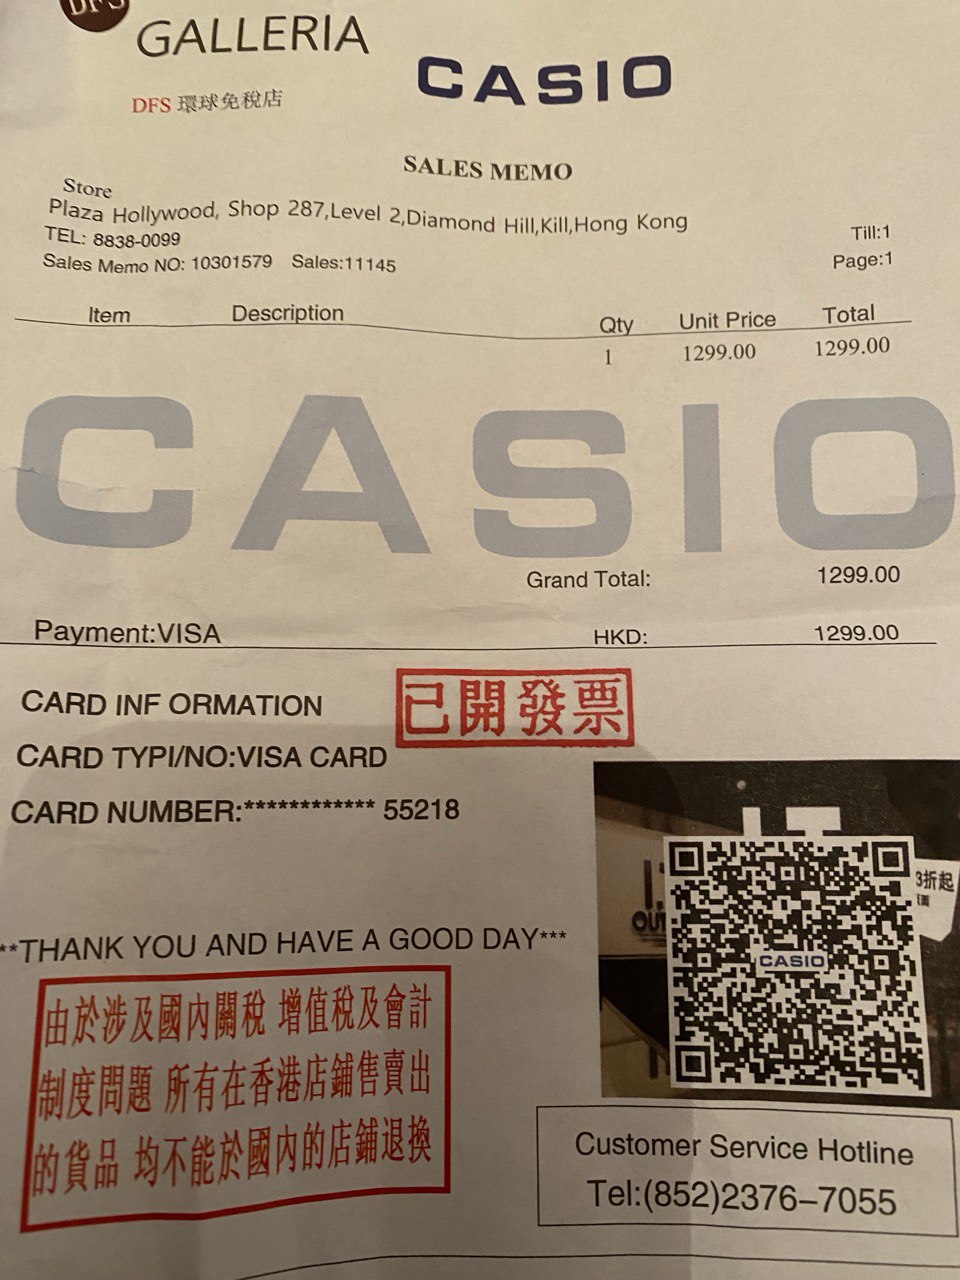 DFS
GALLERIA
CASIO
DFS 環球免税店
SALES MEMO
Store
Plaza Hollywood, Shop 287,Level 2,Diamond Hill,Kill,Hong Kong
TEL: 8838-0099
Till:1
Sales Memo NO: 10301579 Sales:11145
Page:1
Item Description Qty Unit Price Total
1 1299.00 1299.00
CASIO
Grand Total: 1299.00
Payment:VISA HKD: 1299.00
CARD INF ORMATION
已開發票
CARD TYPI/NO:VISA CARD
CARD NUMBER:************ 55218
3折起
CASIO
**THANK YOU AND HAVE A GOOD DAY***
由於涉及國內關税 增值税及會計
制度問題 所有在香港店鋪售賣出
的貨品 均不能於國內的店鋪退換
Customer Service Hotline
Tel:(852)2376–7055